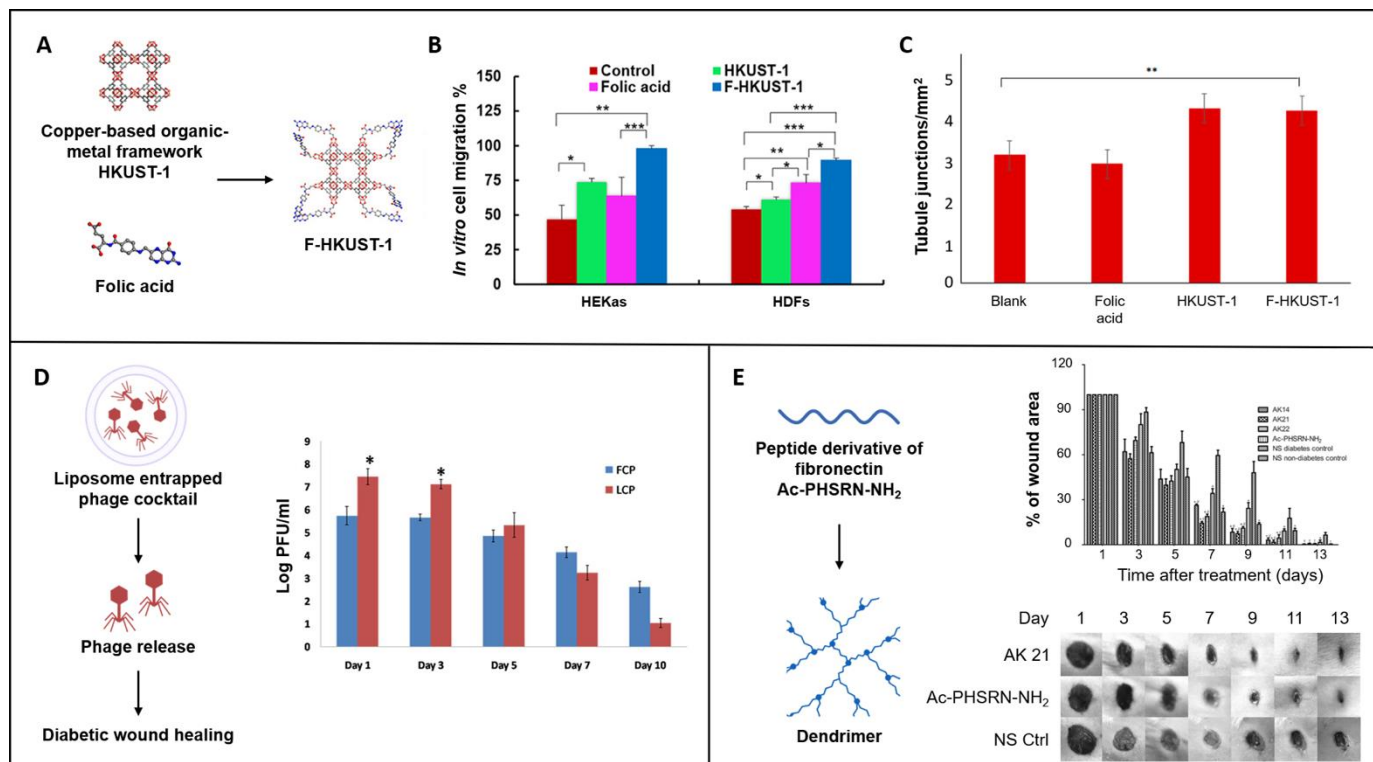 A
Copper-based organic-
metal framework
HKUST-1
Folic acid
F-HKUST-1
B
Control
HKUST-1
Folic acid
F-HKUST-1
In vitro cell migration %
150
125
100
75
50
25
0
**
***
*
***
***
**
*
*
*
HEKas
HDFs
C
**
Tubule junctions/mm²
5
4
3
2
1
0
Blank
Folic
acid
HKUST-1
F-HKUST-1
D
Liposome entrapped
phage cocktail
Phage release
Diabetic wound healing
Log PFU/ml
9
8
7
6
5
4
3
2
1
0
*
*
FCP
LCP
Day 1
Day 3
Day 5
Day 7
Day 10
E
Peptide derivative of
fibronectin
Ac-PHSRN-NH₂
Dendrimer
% of wound area
120
90
60
30
0
AK14
AK21
AK22
Ac-PHSRN-NH₂
NS diabetes control
NS non-diabetes control
1 3 5 7 9 11 13
Time after treatment (days)
Day 1 3 5 7 9 11 13
AK 21
Ac-PHSRN-NH₂
NS Ctrl